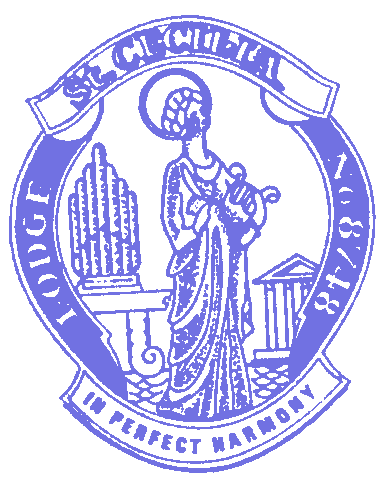 St. CECILIA
LODGE
No 8748
IN PERFECT HARMONY